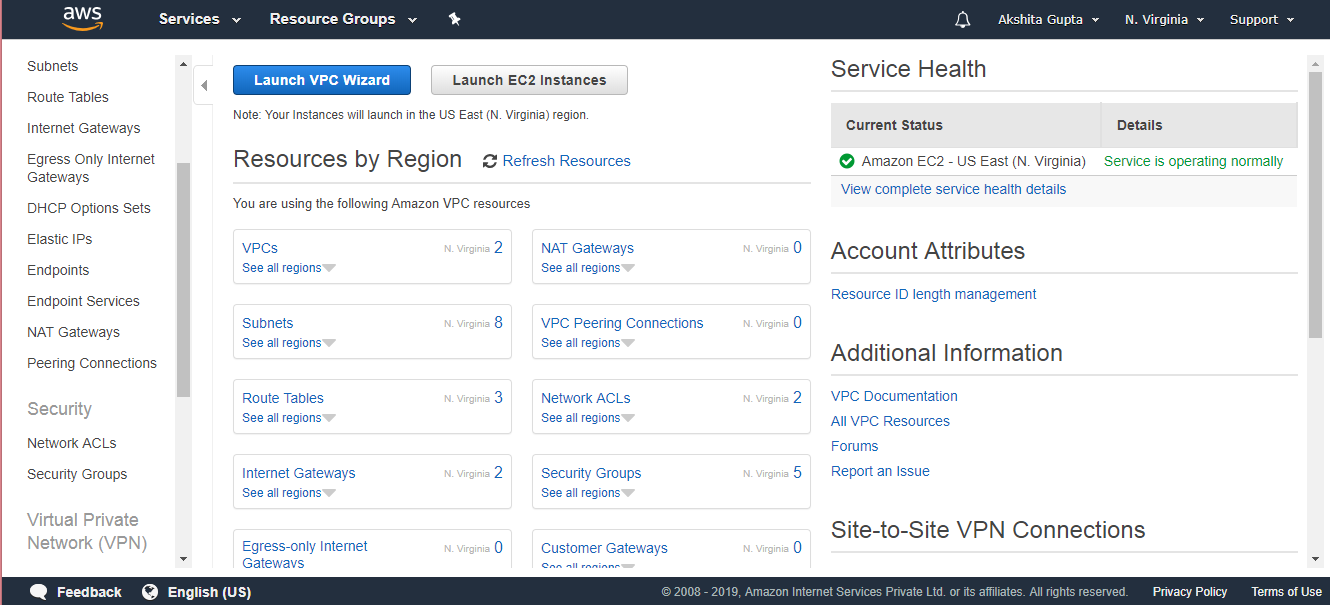 aws Services Resource Groups Akshita Gupta N. Virginia Support
Subnets
Route Tables
Internet Gateways
Egress Only Internet
Gateways
DHCP Options Sets
Elastic IPs
Endpoints
Endpoint Services
NAT Gateways
Peering Connections
Security
Network ACLs
Security Groups
Virtual Private
Network (VPN)
Launch VPC Wizard Launch EC2 Instances
Note: Your Instances will launch in the US East (N. Virginia) region.
Resources by Region Refresh Resources
You are using the following Amazon VPC resources
VPCs N. Virginia 2
See all regions
NAT Gateways N. Virginia 0
See all regions
Subnets N. Virginia 8
See all regions
VPC Peering Connections N. Virginia 0
See all regions
Route Tables N. Virginia 3
See all regions
Network ACLs N. Virginia 2
See all regions
Internet Gateways N. Virginia 2
See all regions
Security Groups N. Virginia 5
See all regions
Egress-only Internet N. Virginia 0
Gateways
Customer Gateways N. Virginia 0
See all regions
Service Health
Current Status Details
Amazon EC2 - US East (N. Virginia) Service is operating normally
View complete service health details
Account Attributes
Resource ID length management
Additional Information
VPC Documentation
All VPC Resources
Forums
Report an Issue
Site-to-Site VPN Connections
Feedback English (US) © 2008 - 2019, Amazon Internet Services Private Ltd. or its affiliates. All rights reserved. Privacy Policy Terms of Use